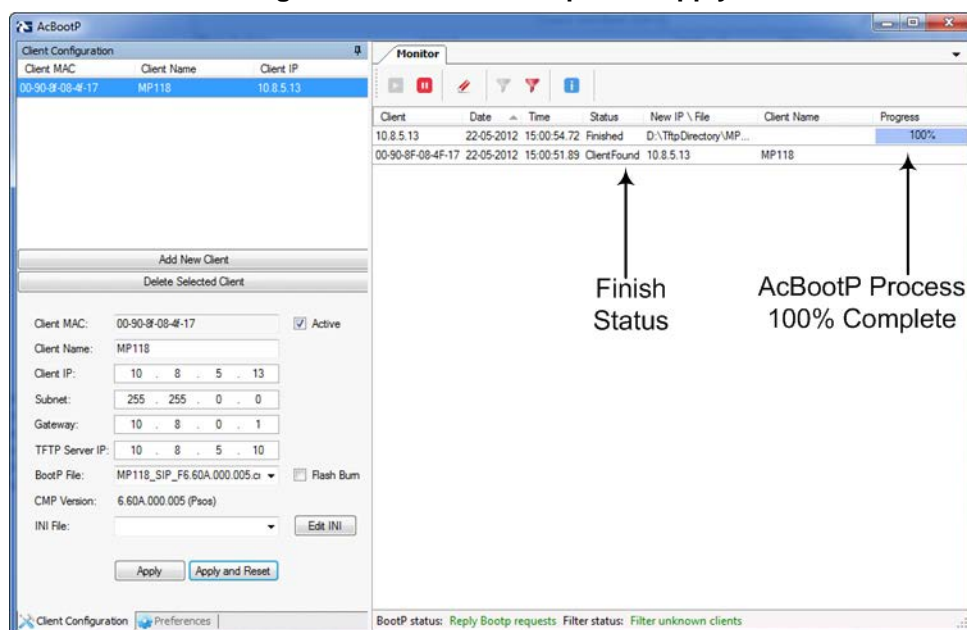 AcBootP
Client Configuration
Client MAC Client Name Client IP
00-90-8f-08-4f-17 MP118 10.8.5.13
Add New Client
Delete Selected Client
Client MAC: 00-90-8f-08-4f-17 Active
Client Name: MP118
Client IP: 10 . 8 . 5 . 13
Subnet: 255 . 255 . 0 . 0
Gateway: 10 . 8 . 0 . 1
TFTP Server IP: 10 . 8 . 5 . 10
BootP File: MP118_SIP_F6.60A.000.005.c Flash Burn
CMP Version: 6.60A.000.005 (Psos)
INI File: Edit INI
Apply Apply and Reset
Client Configuration Preferences
Monitor
Client Date Time Status New IP \ File Client Name Progress
10.8.5.13 22-05-2012 15:00:54.72 Finished D:\TftpDirectory\MP... 100%
00-90-8F-08-4F-17 22-05-2012 15:00:51.89 ClientFound 10.8.5.13 MP118
Finish
Status
AcBootP Process
100% Complete
BootP status: Reply Bootp requests Filter status: Filter unknown clients